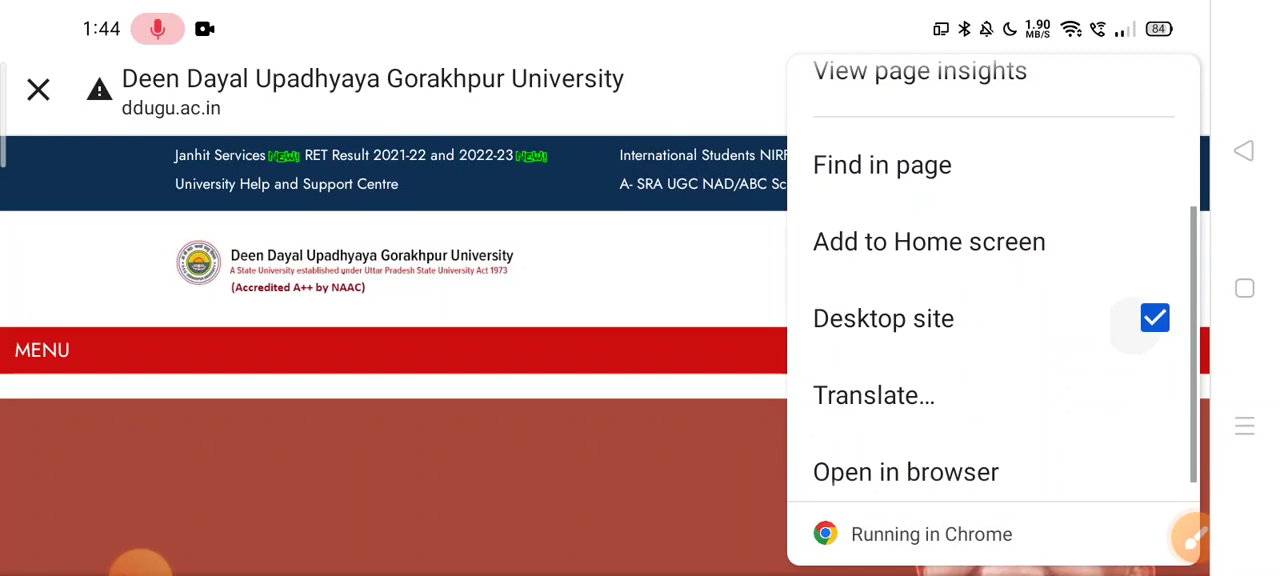 1:44
1.90
MB/S
84
Deen Dayal Upadhyaya Gorakhpur University
ddugu.ac.in
Janhit Services NEW! RET Result 2021-22 and 2022-23 NEW!
University Help and Support Centre
International Students NIRF
A- SRA UGC NAD/ABC Sc
Deen Dayal Upadhyaya Gorakhpur University
A State University established under Uttar Pradesh State University Act 1973
(Accredited A++ by NAAC)
MENU
View page insights
Find in page
Add to Home screen
Desktop site
Translate...
Open in browser
Running in Chrome